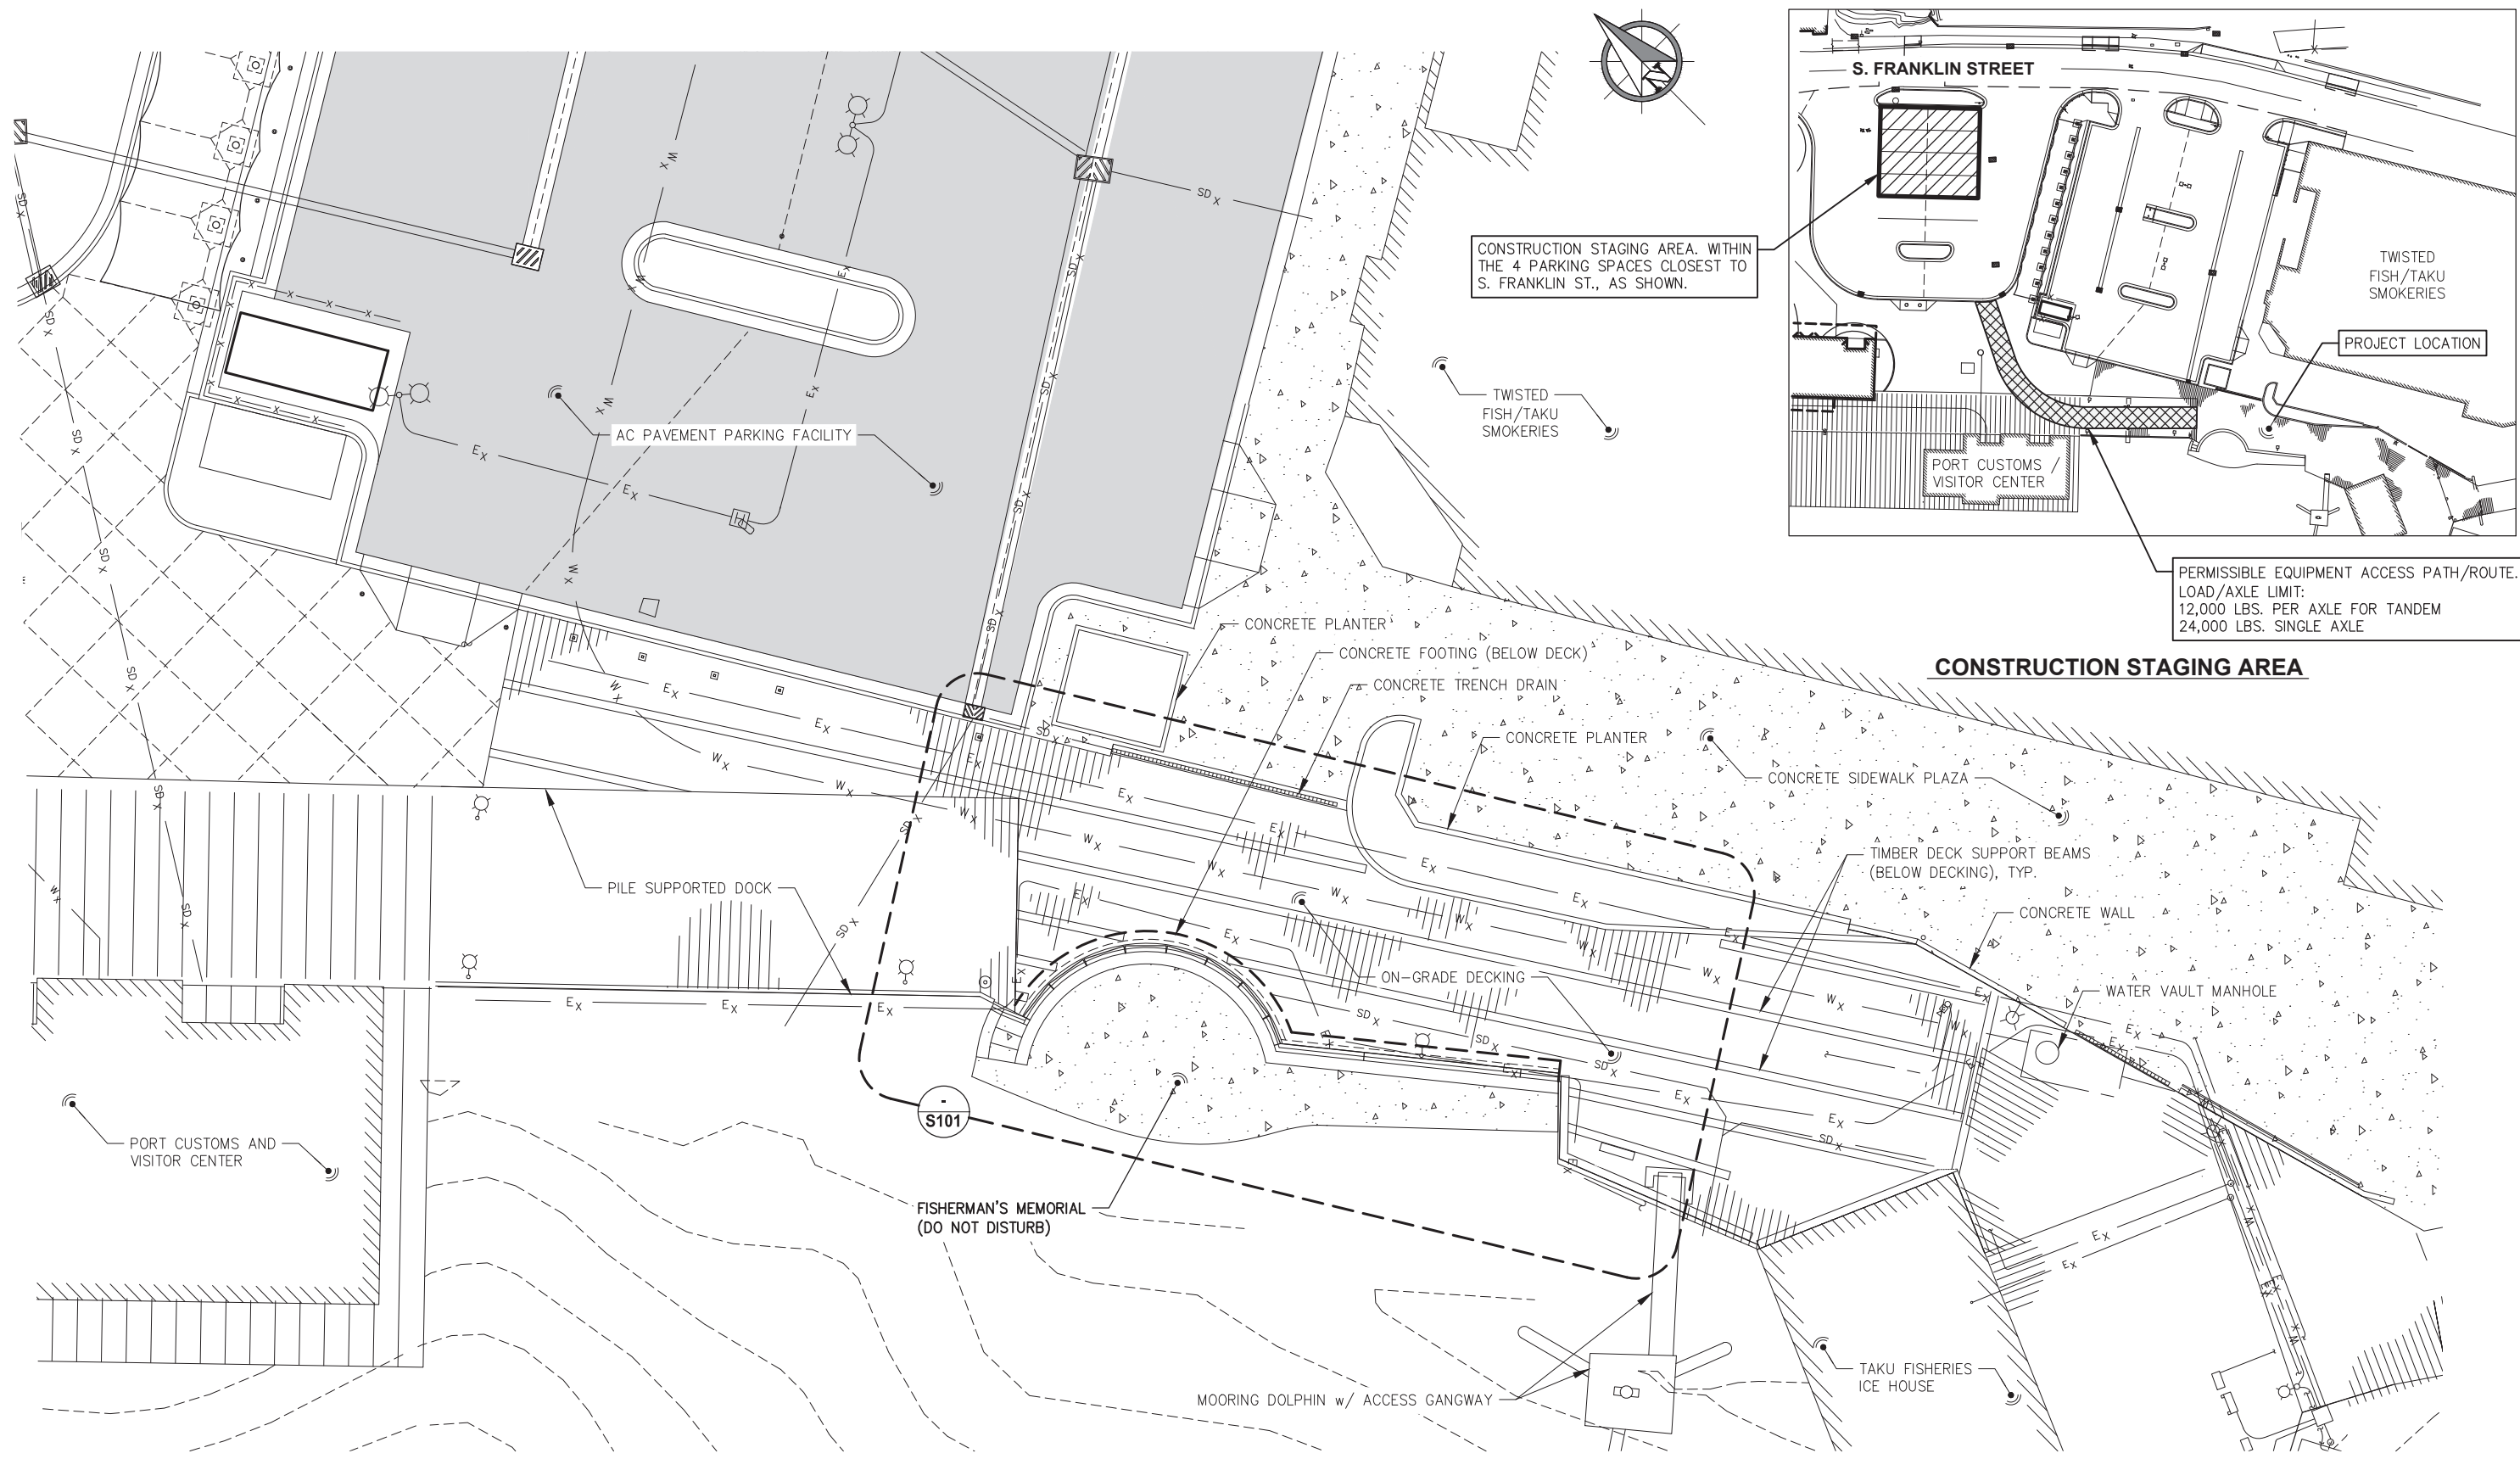 S. FRANKLIN STREET
CONSTRUCTION STAGING AREA. WITHIN
THE 4 PARKING SPACES CLOSEST TO
S. FRANKLIN ST., AS SHOWN.
TWISTED
FISH/TAKU
SMOKERIES
PROJECT LOCATION
PORT CUSTOMS /
VISITOR CENTER
PERMISSIBLE EQUIPMENT ACCESS PATH/ROUTE.
LOAD/AXLE LIMIT:
12,000 LBS. PER AXLE FOR TANDEM
24,000 LBS. SINGLE AXLE
CONSTRUCTION STAGING AREA
N
TWISTED
FISH/TAKU
SMOKERIES
AC PAVEMENT PARKING FACILITY
CONCRETE PLANTER
CONCRETE FOOTING (BELOW DECK)
CONCRETE TRENCH DRAIN
CONCRETE PLANTER
CONCRETE SIDEWALK PLAZA
TIMBER DECK SUPPORT BEAMS
(BELOW DECKING), TYP.
PILE SUPPORTED DOCK
CONCRETE WALL
ON-GRADE DECKING
WATER VAULT MANHOLE
-
S101
PORT CUSTOMS AND
VISITOR CENTER
FISHERMAN'S MEMORIAL
(DO NOT DISTURB)
MOORING DOLPHIN w/ ACCESS GANGWAY
TAKU FISHERIES
ICE HOUSE
SD X
W X
E X